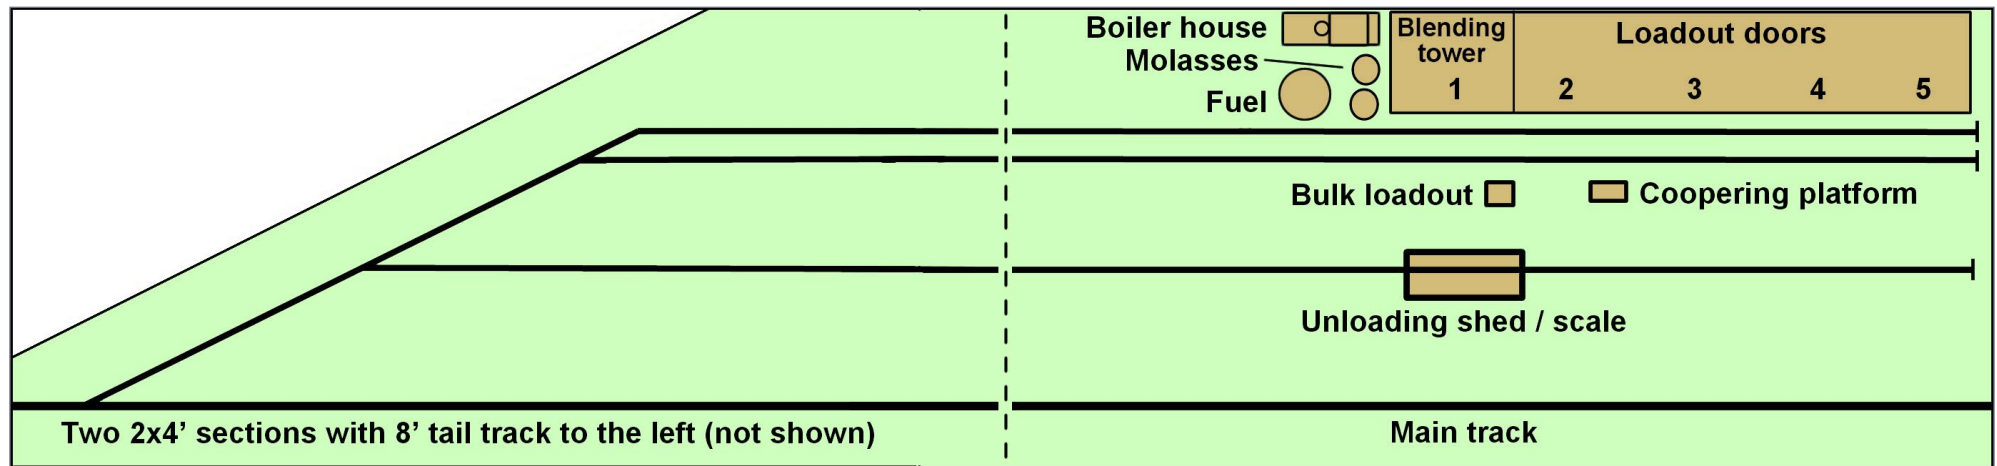 Boiler house
Molasses
Fuel
Blending
tower
1
Loadout doors
2 3 4 5
Bulk loadout
Coopering platform
Unloading shed / scale
Two 2x4’ sections with 8’ tail track to the left (not shown)
Main track